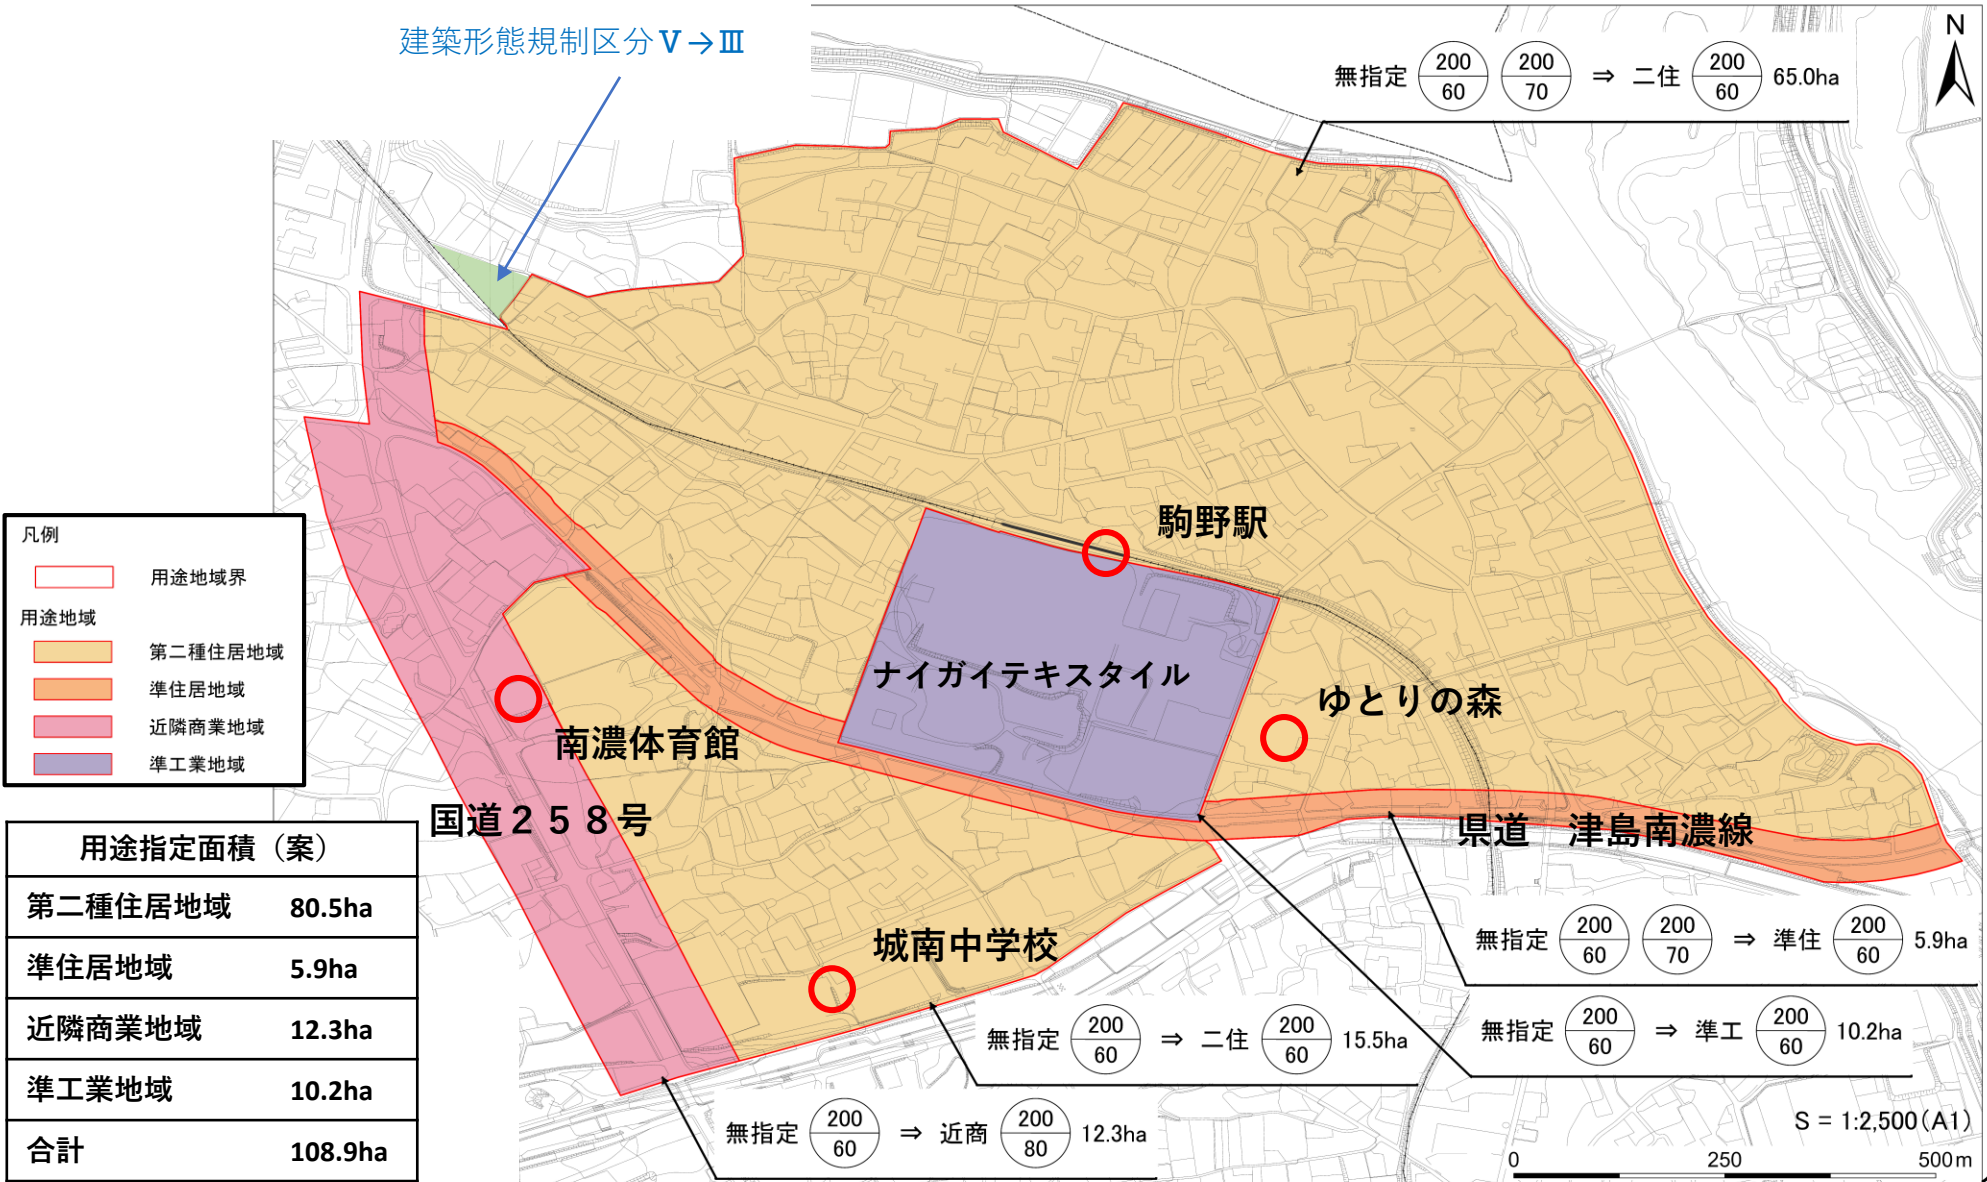 建築形態規制区分Ⅴ→Ⅲ
無指定 200/60 200/70 ⇒ 二住 200/60 65.0ha
N
駒野駅
ナイガイテキスタイル
ゆとりの森
南濃体育館
国道２５８号
県道　津島南濃線
城南中学校
凡例
用途地域界
用途地域
第二種住居地域
準住居地域
近隣商業地域
準工業地域
用途指定面積（案）
第二種住居地域 80.5ha
準住居地域 5.9ha
近隣商業地域 12.3ha
準工業地域 10.2ha
合計 108.9ha
無指定 200/60 200/70 ⇒ 準住 200/60 5.9ha
無指定 200/60 ⇒ 準工 200/60 10.2ha
無指定 200/60 ⇒ 二住 200/60 15.5ha
無指定 200/60 ⇒ 近商 200/80 12.3ha
S = 1:2,500(A1)
0 250 500m